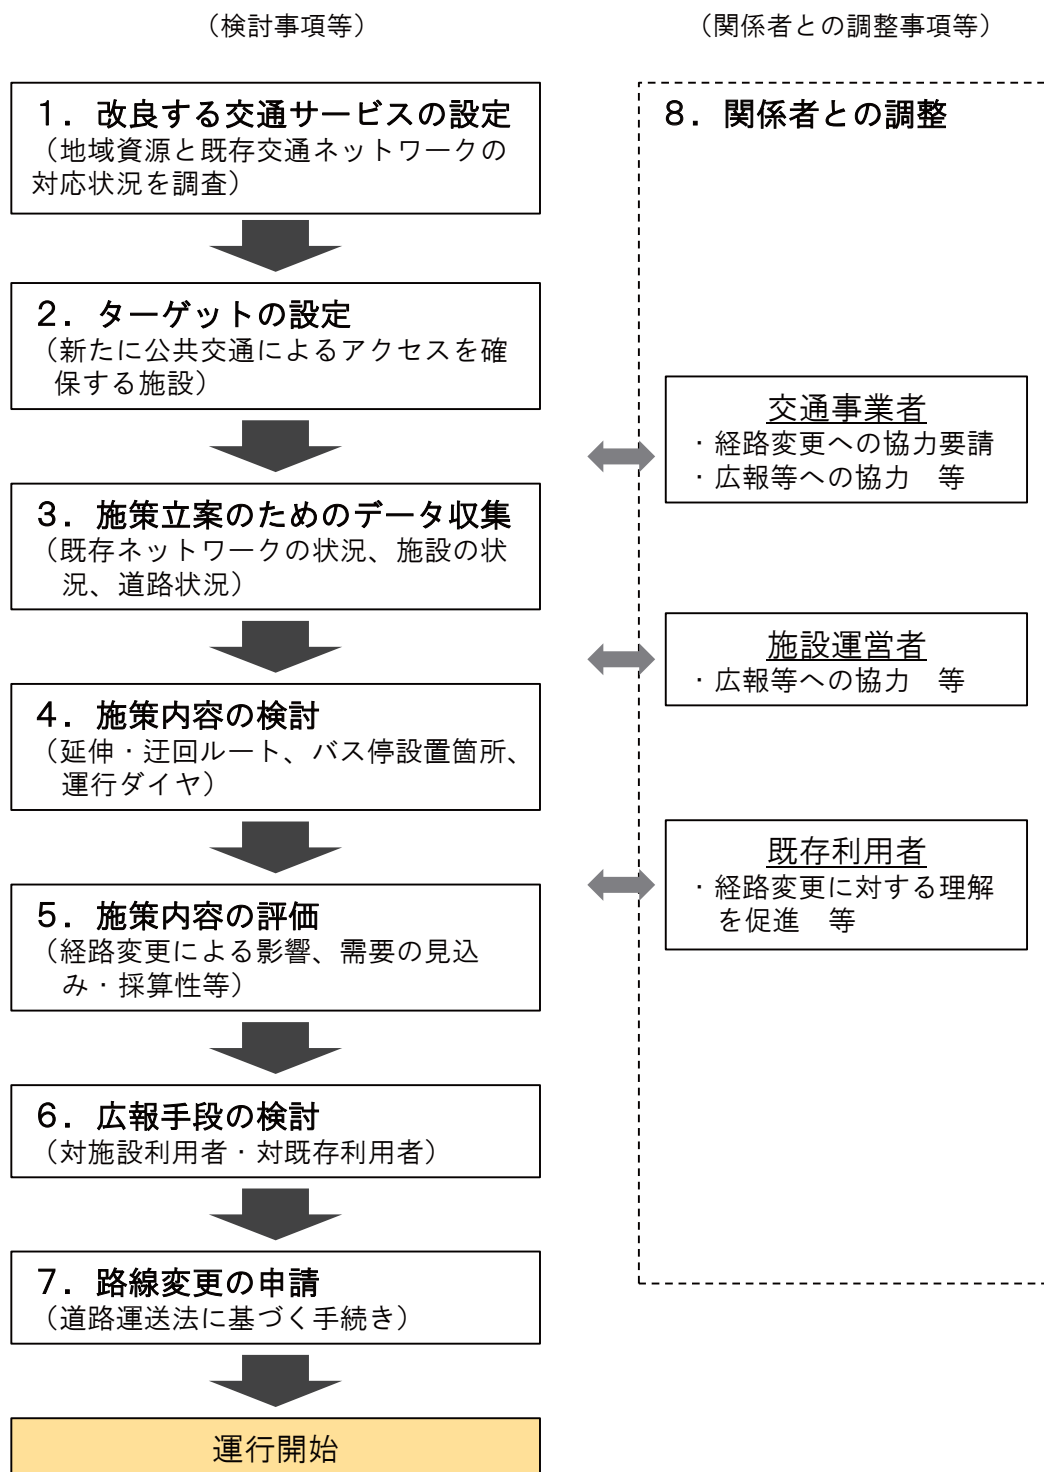 （検討事項等）
（関係者との調整事項等）
１．改良する交通サービスの設定
（地域資源と既存交通ネットワークの
対応状況を調査）
２．ターゲットの設定
（新たに公共交通によるアクセスを確
保する施設）
３．施策立案のためのデータ収集
（既存ネットワークの状況、施設の状
況、道路状況）
４．施策内容の検討
（延伸・迂回ルート、バス停設置箇所、
運行ダイヤ）
５．施策内容の評価
（経路変更による影響、需要の見込
み・採算性等）
６．広報手段の検討
（対施設利用者・対既存利用者）
７．路線変更の申請
（道路運送法に基づく手続き）
運行開始
８．関係者との調整
交通事業者
・経路変更への協力要請
・広報等への協力　等
施設運営者
・広報等への協力　等
既存利用者
・経路変更に対する理解
を促進　等